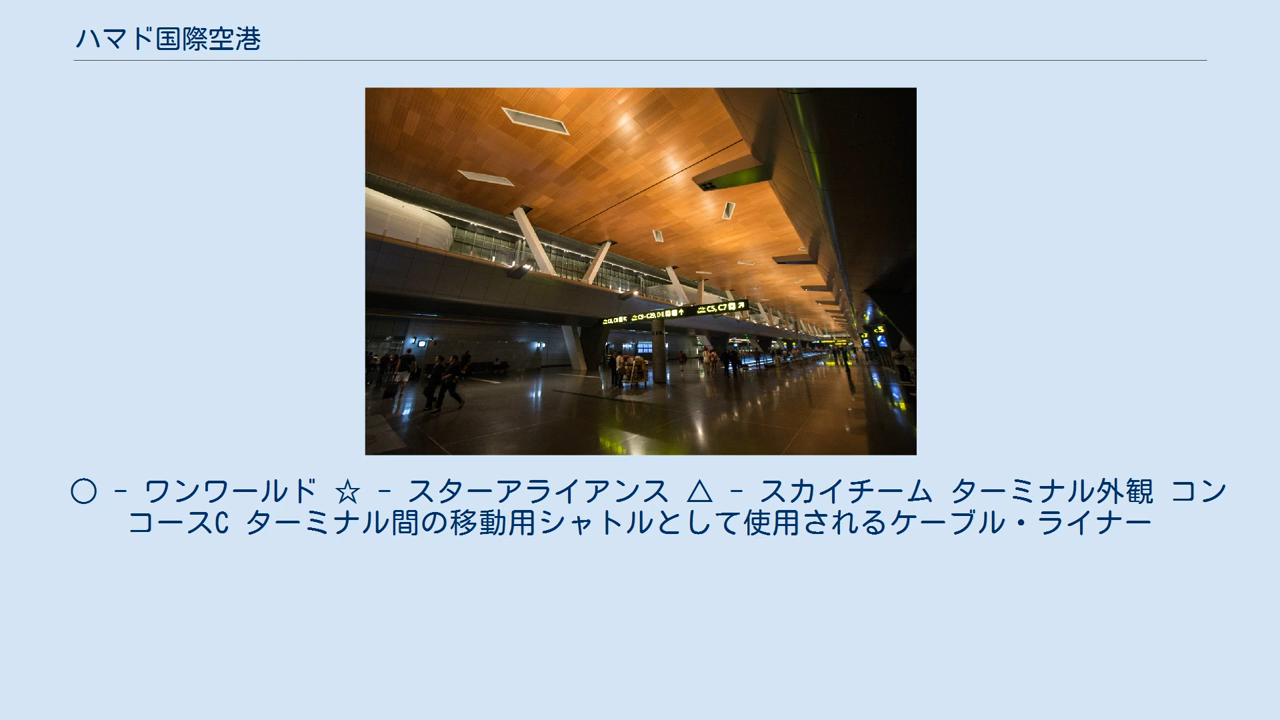 ハマド国際空港
C5, C7
◯ - ワンワールド ☆ - スターアライアンス △ - スカイチーム ターミナル外観 コン
コースC ターミナル間の移動用シャトルとして使用されるケーブル・ライナー